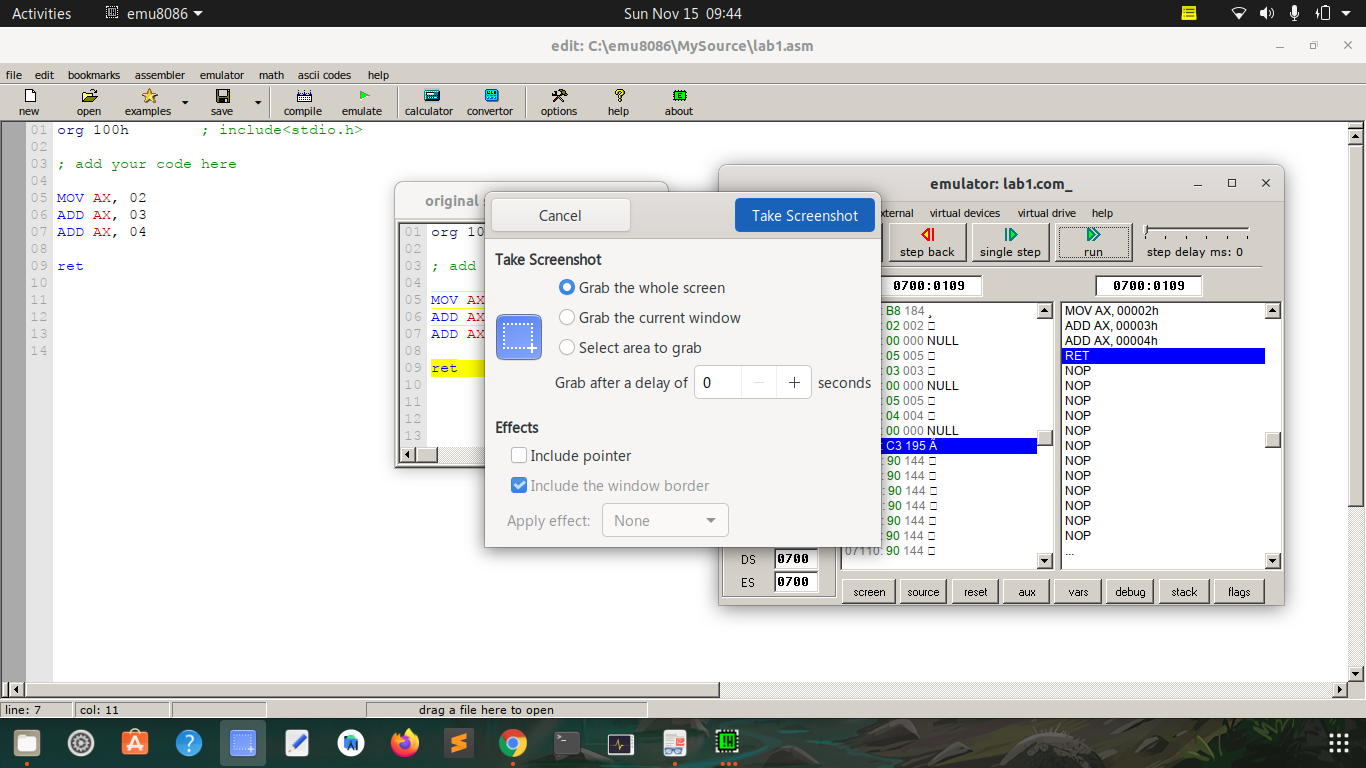 Activities emu8086 Sun Nov 15 09:44
edit: C:\emu8086\MySource\lab1.asm
file edit bookmarks assembler emulator math ascii codes help
new open examples save compile emulate calculator convertor options help about
01 org 100h ; include<stdio.h>
02
03 ; add your code here
04
05 MOV AX, 02
06 ADD AX, 03
07 ADD AX, 04
08
09 ret
10
11
12
13
14
original
01 org 10
02
03 ; add
04
05 MOV AX
06 ADD AX
07 ADD AX
08
09 ret
10
11
12
13
Cancel Take Screenshot
Take Screenshot
Grab the whole screen
Grab the current window
Select area to grab
Grab after a delay of 0 seconds
Effects
Include pointer
Include the window border
Apply effect: None
emulator: lab1.com_
external virtual devices virtual drive help
step back single step run step delay ms: 0
0700:0109 0700:0109
: B8 184 ¸
: 02 002
: 00 000 NULL
: 05 005
: 03 003
: 00 000 NULL
: 05 005
: 04 004
: 00 000 NULL
: C3 195 Ã
: 90 144
: 90 144
: 90 144
: 90 144
: 90 144
: 90 144
07110: 90 144
MOV AX, 00002h
ADD AX, 00003h
ADD AX, 00004h
RET
NOP
NOP
NOP
NOP
NOP
NOP
NOP
NOP
NOP
NOP
NOP
NOP
...
DS 0700
ES 0700
screen source reset aux vars debug stack flags
line: 7 col: 11 drag a file here to open